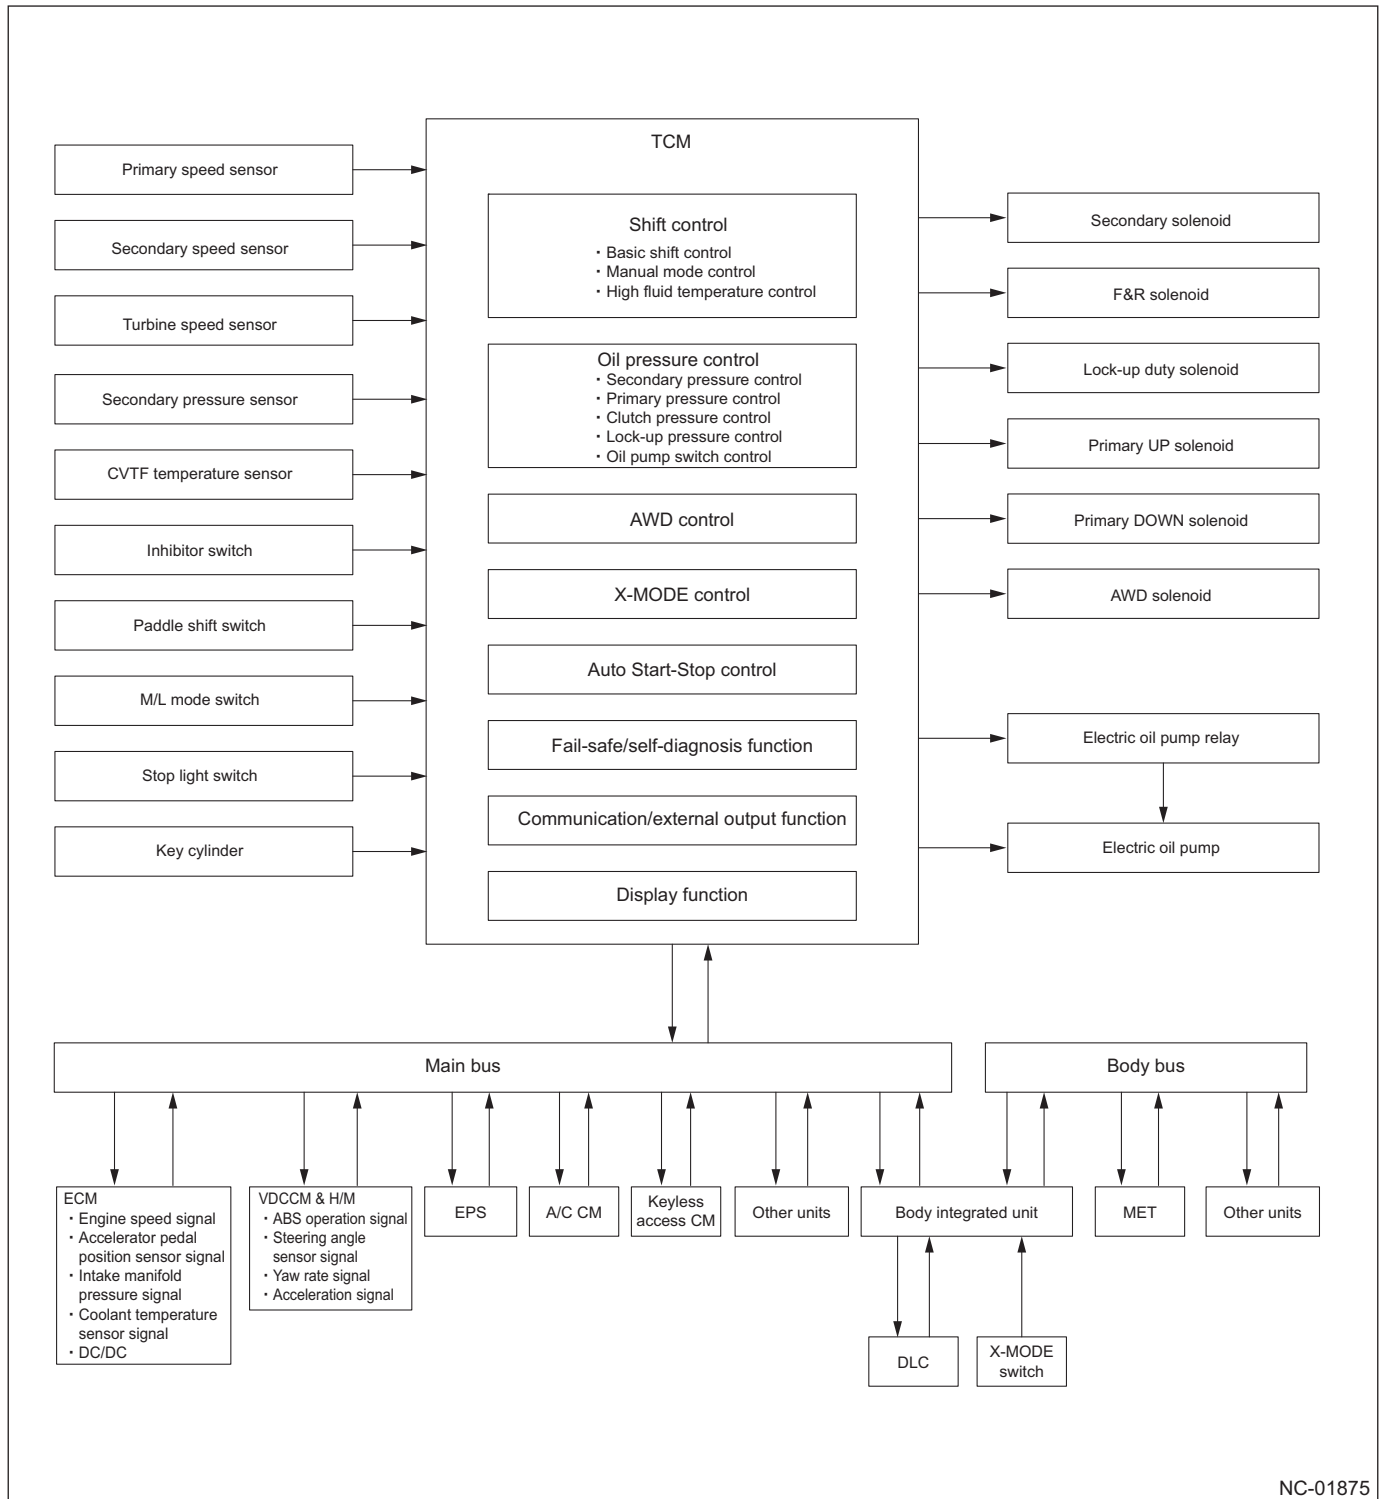 TCM
Primary speed sensor
Secondary speed sensor
Turbine speed sensor
Secondary pressure sensor
CVTF temperature sensor
Inhibitor switch
Paddle shift switch
M/L mode switch
Stop light switch
Key cylinder
Shift control
・Basic shift control
・Manual mode control
・High fluid temperature control
Oil pressure control
・Secondary pressure control
・Primary pressure control
・Clutch pressure control
・Lock-up pressure control
・Oil pump switch control
AWD control
X-MODE control
Auto Start-Stop control
Fail-safe/self-diagnosis function
Communication/external output function
Display function
Secondary solenoid
F&R solenoid
Lock-up duty solenoid
Primary UP solenoid
Primary DOWN solenoid
AWD solenoid
Electric oil pump relay
Electric oil pump
Main bus
Body bus
ECM
・Engine speed signal
・Accelerator pedal
position sensor signal
・Intake manifold
pressure signal
・Coolant temperature
sensor signal
・DC/DC
VDCCM & H/M
・ABS operation signal
・Steering angle
sensor signal
・Yaw rate signal
・Acceleration signal
EPS
A/C CM
Keyless
access CM
Other units
Body integrated unit
MET
Other units
DLC
X-MODE
switch
NC-01875